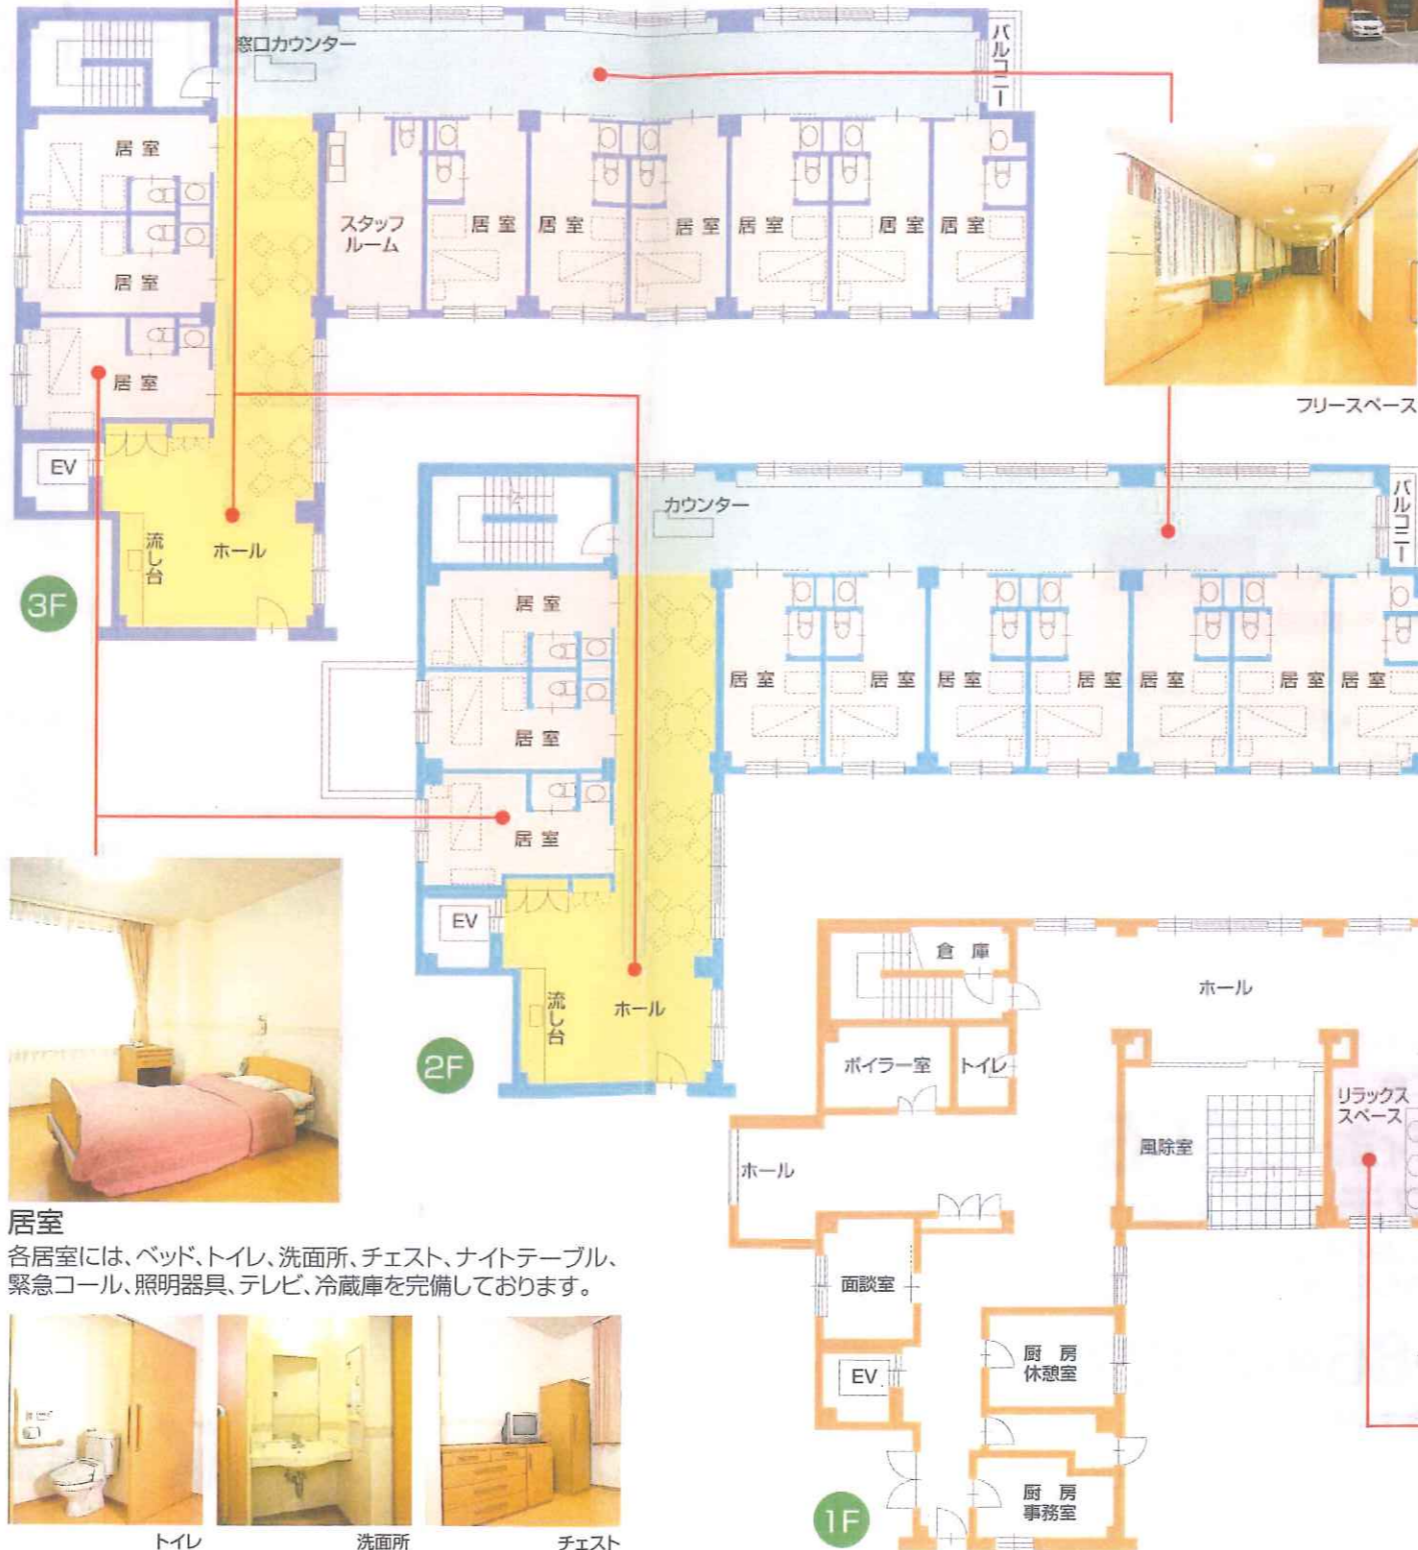 窓口カウンター
バルコニー
居室
スタッフ
ルーム
居室
居室
居室
居室
居室
居室
居室
居室
EV
流し台
ホール
3F
フリースペース
カウンター
バルコニー
居室
居室
居室
居室
居室
居室
居室
居室
居室
居室
EV
流し台
ホール
2F
倉庫
ホール
ボイラー室
トイレ
リラックス
スペース
風除室
ホール
面談室
EV
厨房
休憩室
厨房
事務室
1F
居室
各居室には、ベッド、トイレ、洗面所、チェスト、ナイトテーブル、
緊急コール、照明器具、テレビ、冷蔵庫を完備しております。
トイレ
洗面所
チェスト